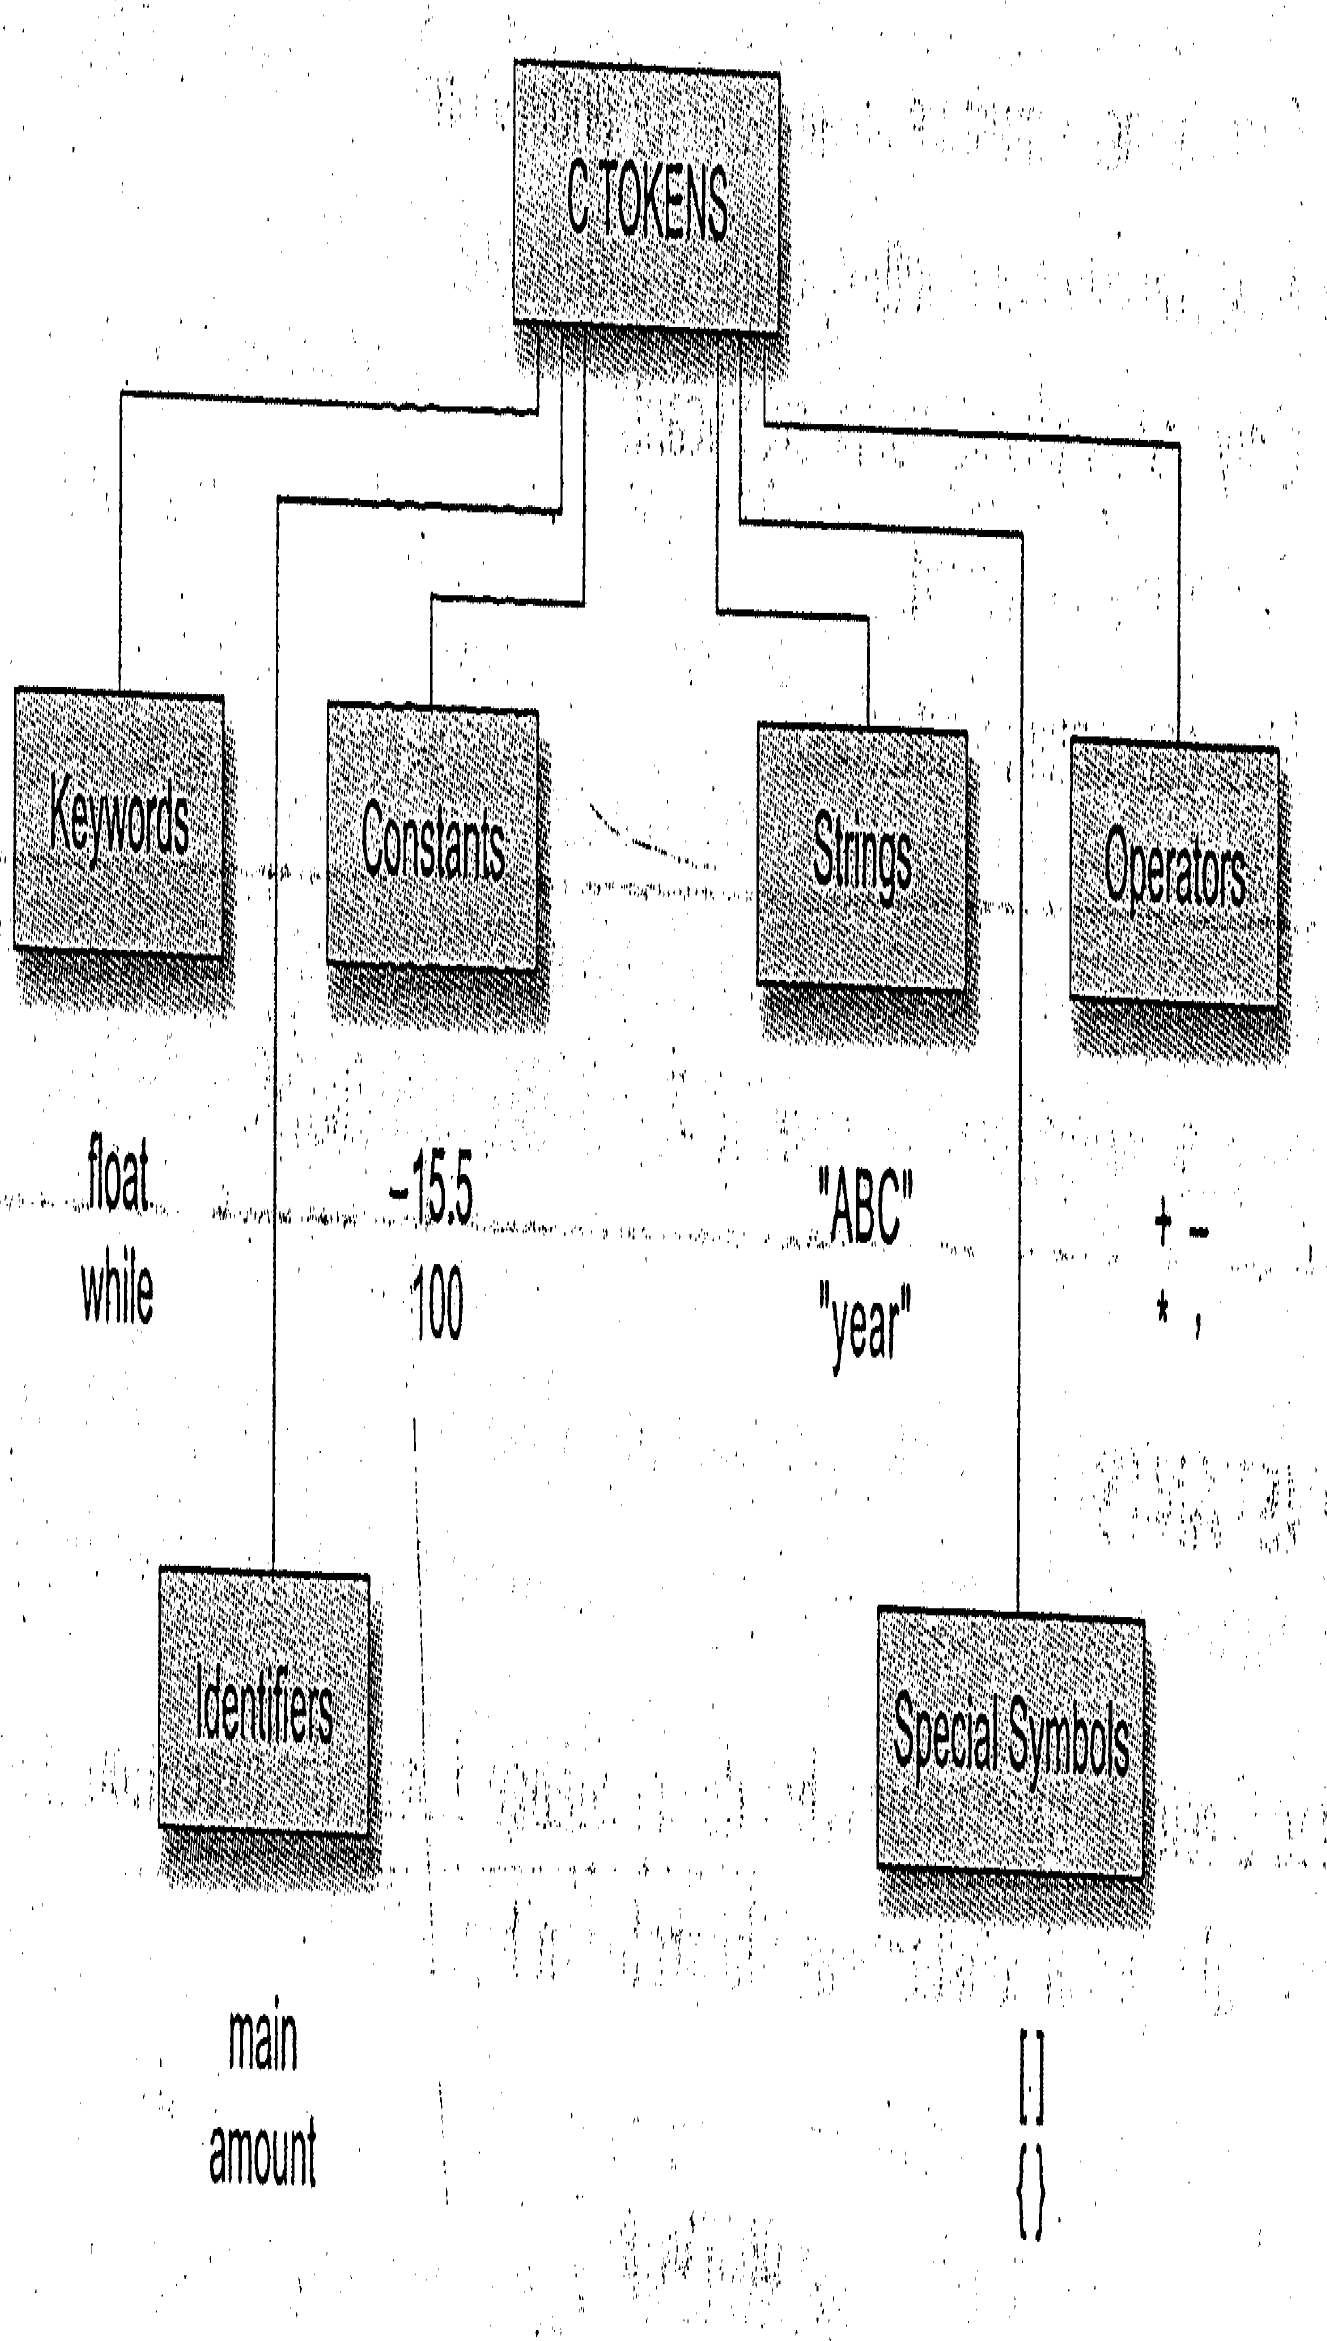 C TOKENS
Keywords
Constants
Strings
Operators
float
while
–15.5
100
"ABC"
"year"
+ –
* ,
Identifiers
Special Symbols
main
amount
[ ]
{ }